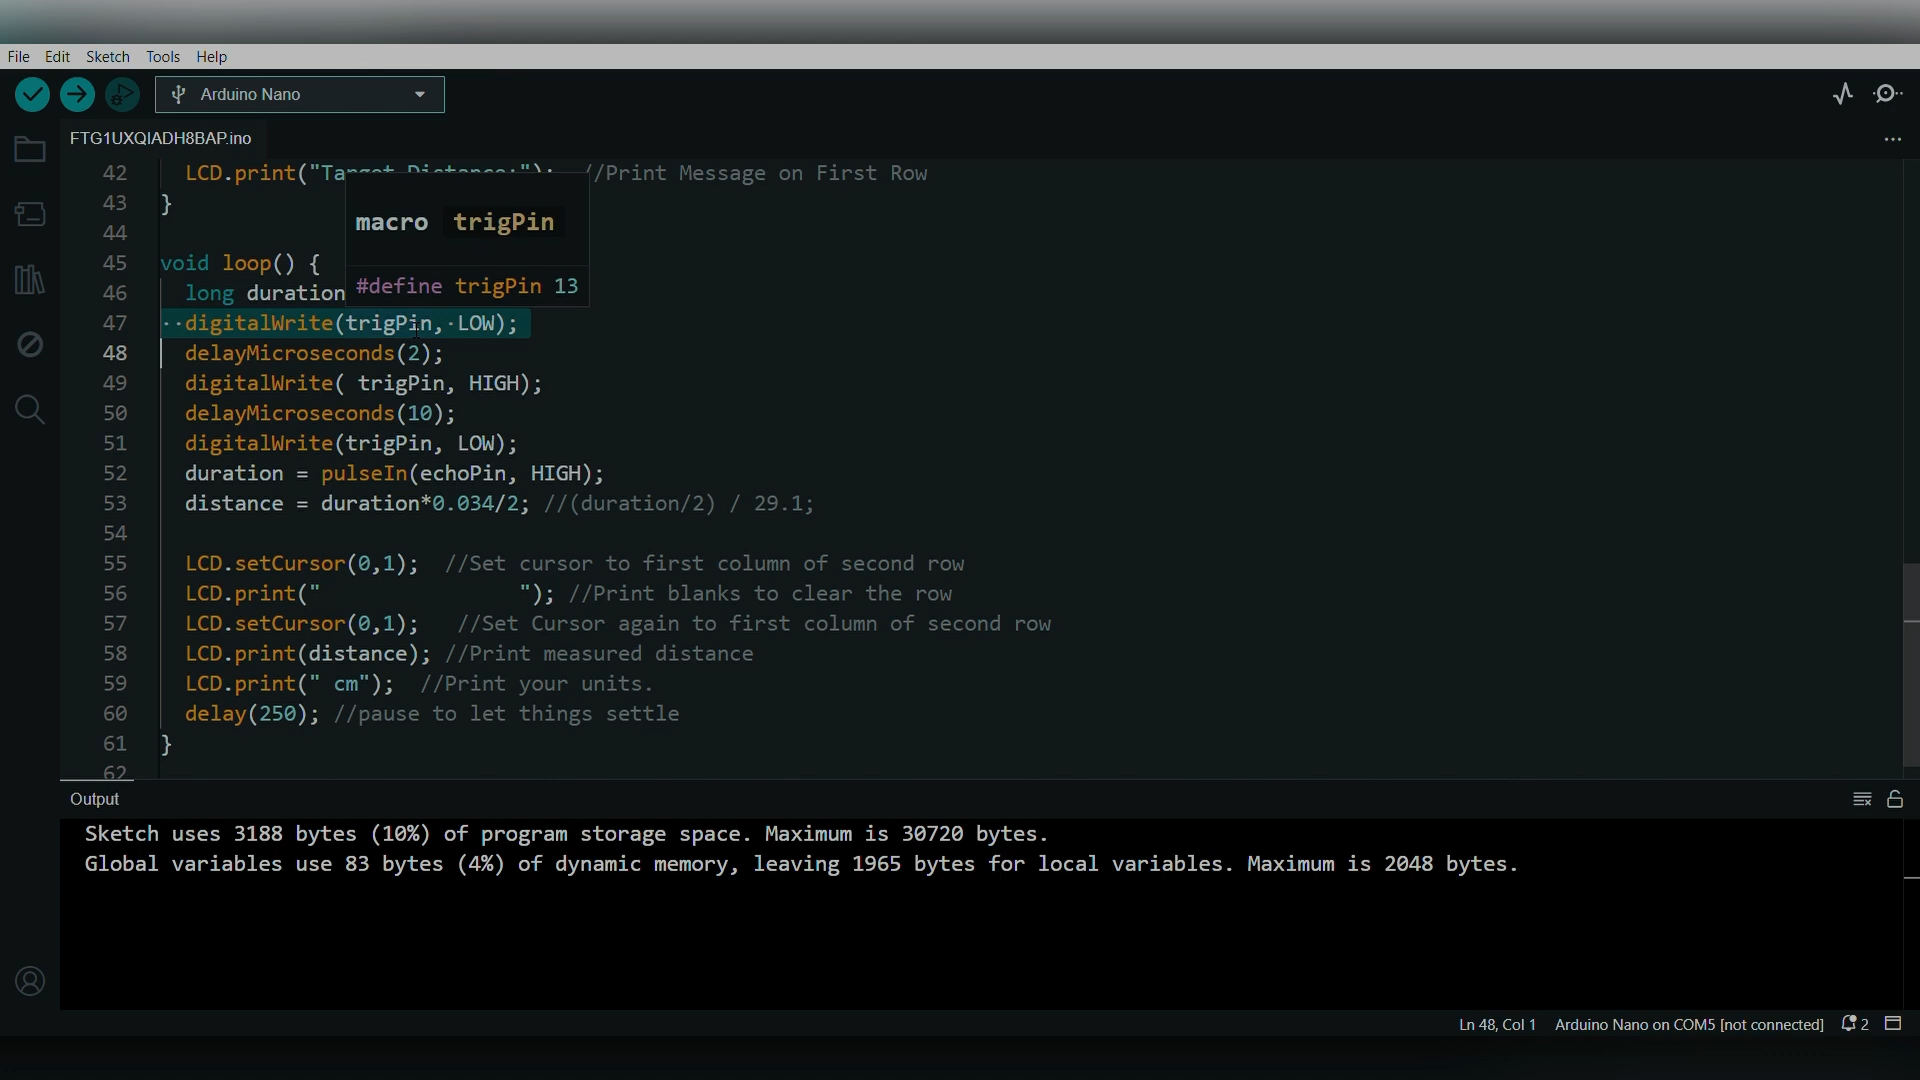 File Edit Sketch Tools Help
Arduino Nano
FTG1UXQIADH8BAP.ino
42 LCD.print("Target Distance:"); //Print Message on First Row
43 }
macro trigPin
44
45 void loop() {
#define trigPin 13
46 long duration
47 ··digitalWrite(trigPin,·LOW);
48 delayMicroseconds(2);
49 digitalWrite( trigPin, HIGH);
50 delayMicroseconds(10);
51 digitalWrite(trigPin, LOW);
52 duration = pulseIn(echoPin, HIGH);
53 distance = duration*0.034/2; //(duration/2) / 29.1;
54
55 LCD.setCursor(0,1);  //Set cursor to first column of second row
56 LCD.print("                "); //Print blanks to clear the row
57 LCD.setCursor(0,1);   //Set Cursor again to first column of second row
58 LCD.print(distance); //Print measured distance
59 LCD.print(" cm");  //Print your units.
60 delay(250); //pause to let things settle
61 }
62
Output
Sketch uses 3188 bytes (10%) of program storage space. Maximum is 30720 bytes.
Global variables use 83 bytes (4%) of dynamic memory, leaving 1965 bytes for local variables. Maximum is 2048 bytes.
Ln 48, Col 1 Arduino Nano on COM5 [not connected] 2